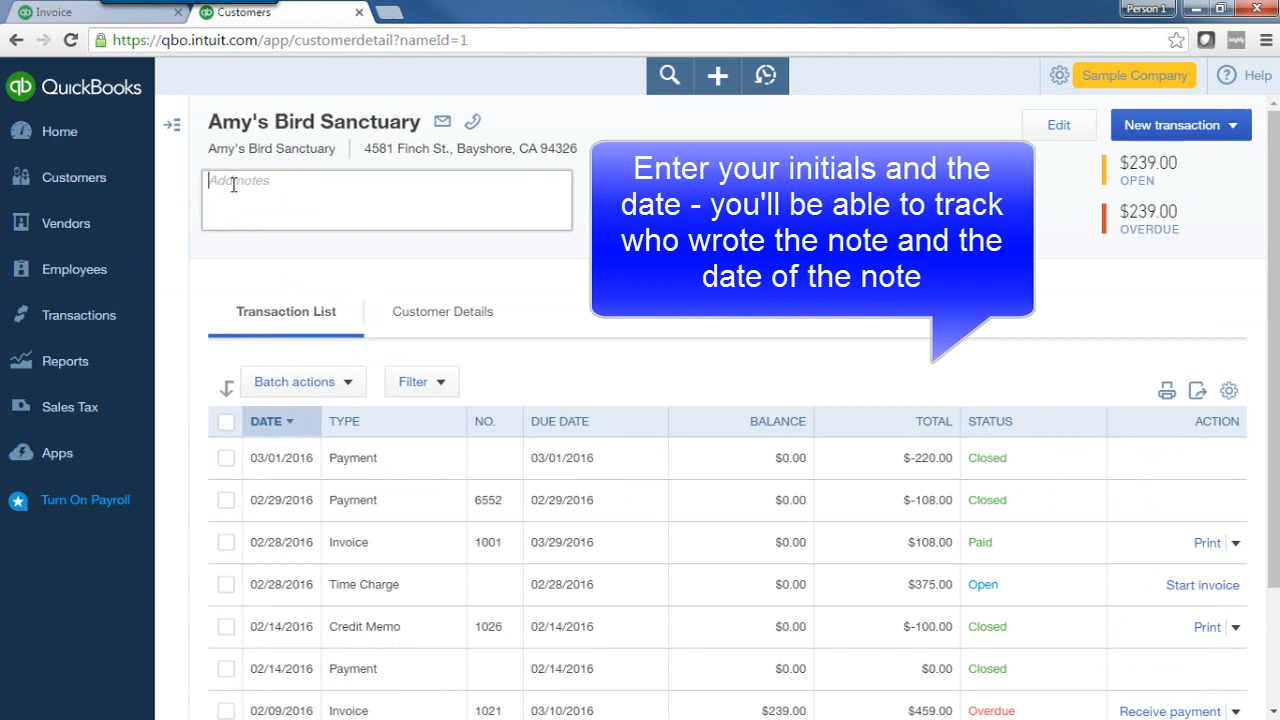 Invoice
Customers
Person 1
https://qbo.intuit.com/app/customerdetail?nameId=1
QuickBooks
Sample Company
Help
Home
Customers
Vendors
Employees
Transactions
Reports
Sales Tax
Apps
Turn On Payroll
Amy's Bird Sanctuary
Edit
New transaction
Amy's Bird Sanctuary
4581 Finch St., Bayshore, CA 94326
Add notes
Enter your initials and the
date - you'll be able to track
who wrote the note and the
date of the note
$239.00
OPEN
$239.00
OVERDUE
Transaction List
Customer Details
Batch actions
Filter
DATE TYPE NO. DUE DATE BALANCE TOTAL STATUS ACTION
03/01/2016 Payment 03/01/2016 $0.00 $-220.00 Closed
02/29/2016 Payment 6552 02/29/2016 $0.00 $-108.00 Closed
02/28/2016 Invoice 1001 03/29/2016 $0.00 $108.00 Paid Print
02/28/2016 Time Charge 02/28/2016 $0.00 $375.00 Open Start invoice
02/14/2016 Credit Memo 1026 02/14/2016 $0.00 $-100.00 Closed Print
02/14/2016 Payment 02/14/2016 $0.00 $0.00 Closed
02/09/2016 Invoice 1021 03/10/2016 $239.00 $459.00 Overdue Receive payment